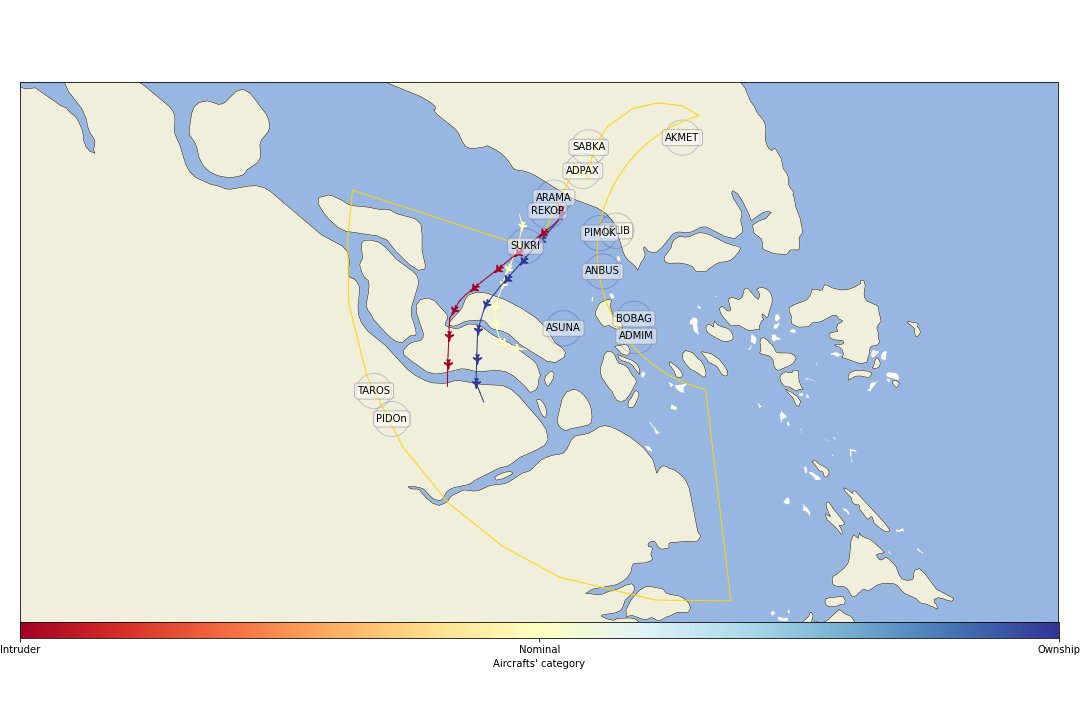 AKMET
SABKA
ADPAX
ARAMA
REKOP
PIMOK
LIB
SUKRI
ANBUS
BOBAG
ASUNA
ADMIM
TAROS
PIDOn
Intruder
Nominal
Ownship
Aircrafts' category